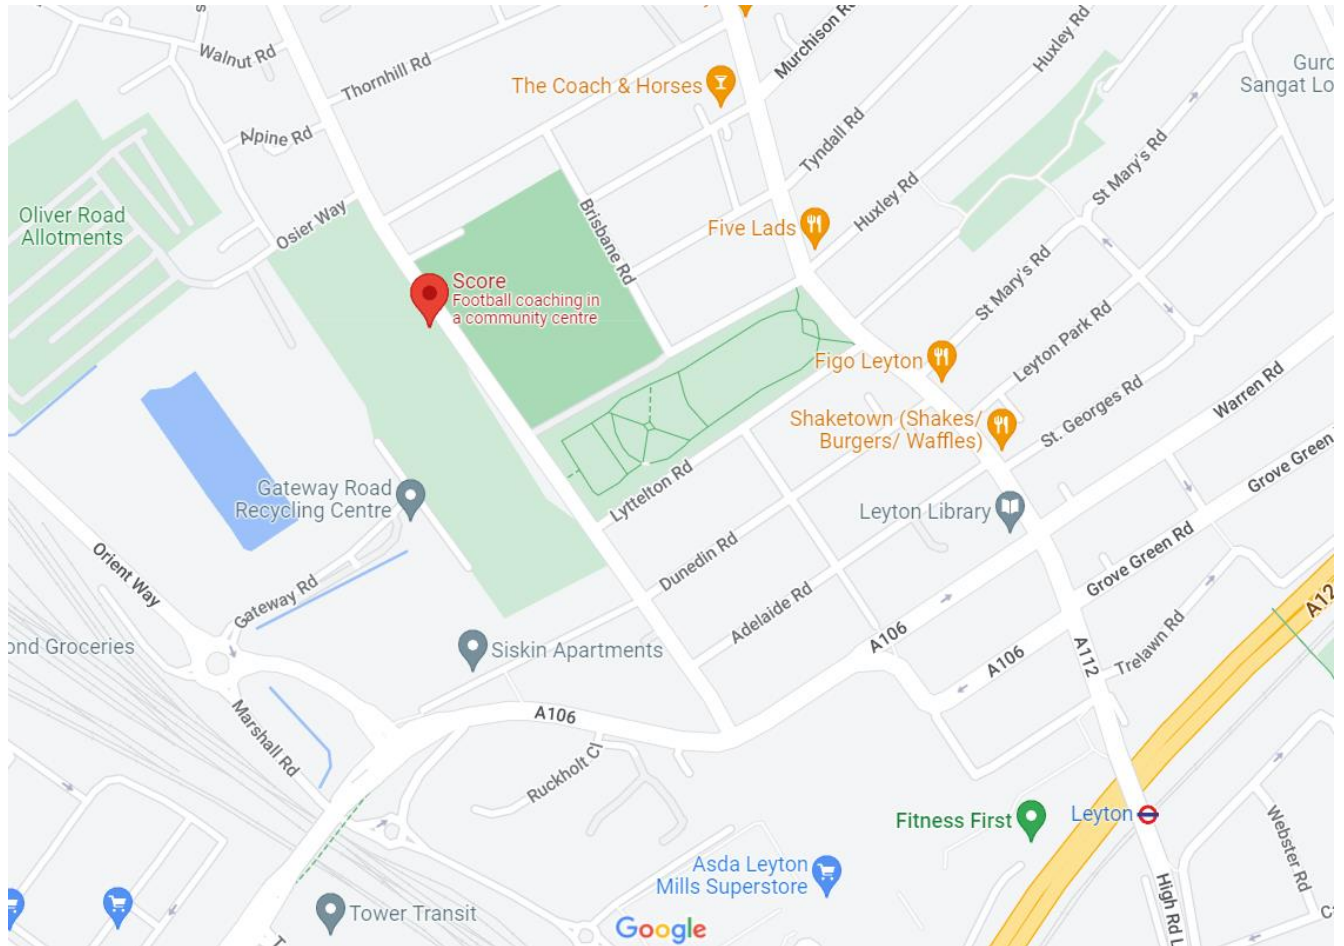 Walnut Rd
Thornhill Rd
Murchison Rd
Huxley Rd
The Coach & Horses
Sangat Lo
Alpine Rd
Tyndall Rd
St Mary's Rd
Oliver Road
Allotments
Osier Way
Brisbane Rd
Five Lads
Huxley Rd
Score
Football coaching in
a community centre
St Mary's Rd
Leyton Park Rd
Figo Leyton
Shaketown (Shakes/
Burgers/ Waffles)
St. Georges Rd
Warren Rd
Grove Green
Gateway Road
Recycling Centre
Lyttelton Rd
Leyton Library
Orient Way
Gateway Rd
Dunedin Rd
Adelaide Rd
Grove Green Rd
A106
A12
ond Groceries
Siskin Apartments
A106
A112
Trelawn Rd
Marshall Rd
A106
Ruckholt Cl
Fitness First
Leyton
Webster Rd
Asda Leyton
Mills Superstore
High Rd L
Tower Transit
Google